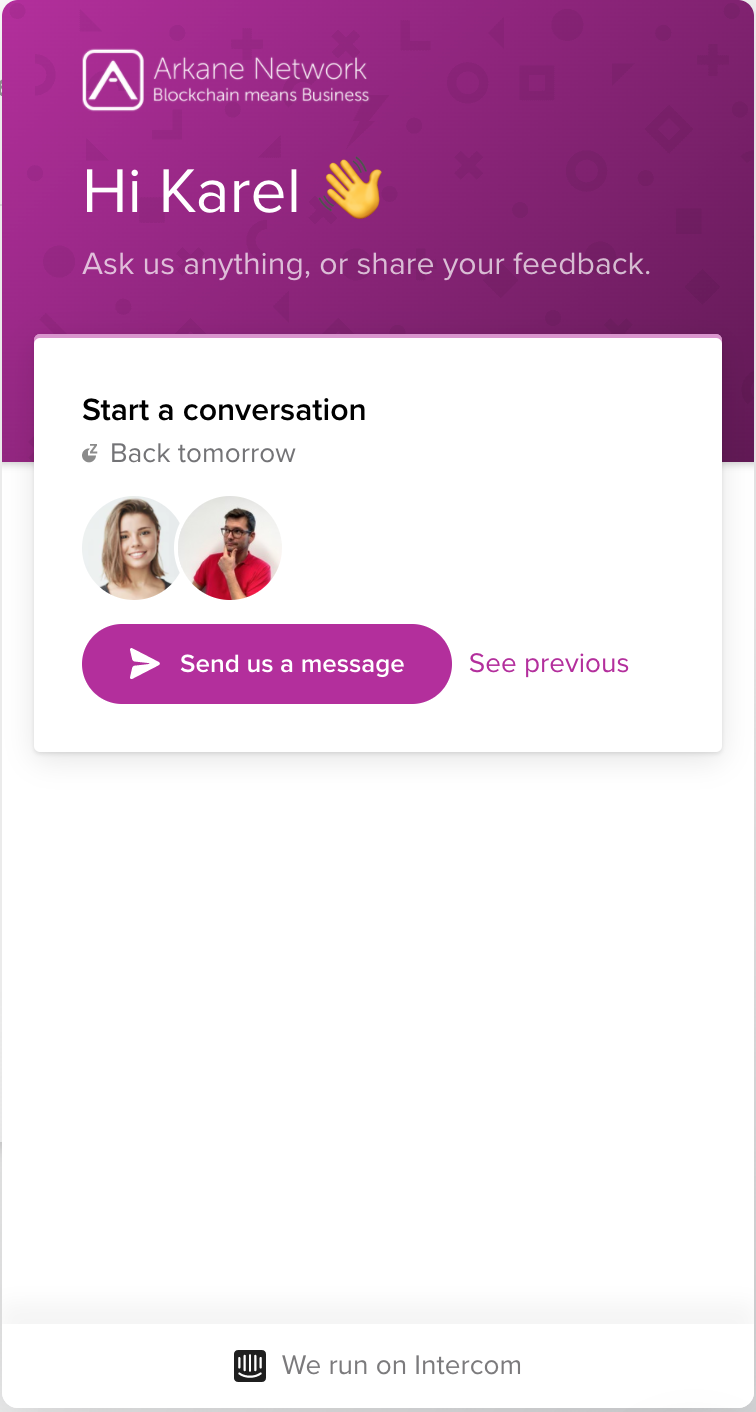 Arkane Network
Blockchain means Business
Hi Karel 👋
Ask us anything, or share your feedback.
Start a conversation
Back tomorrow
Send us a message
See previous
We run on Intercom